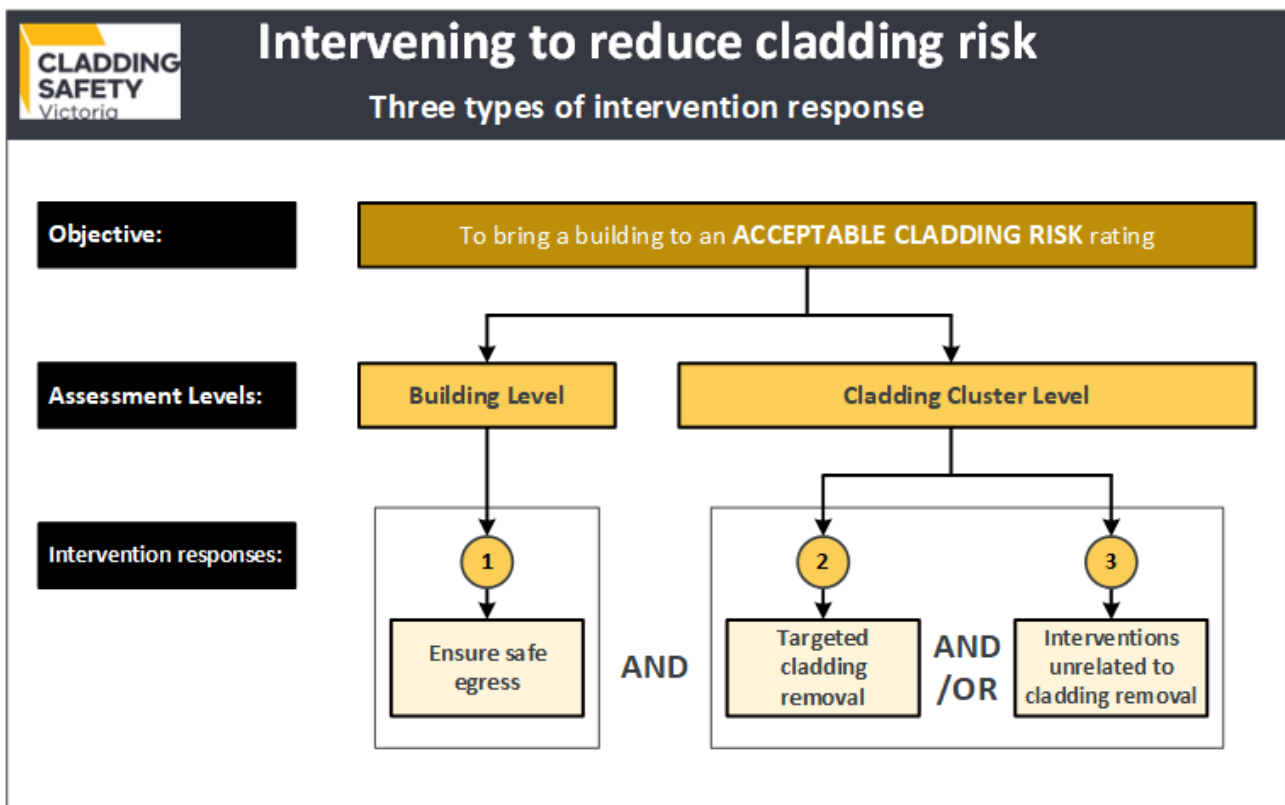 CLADDING
SAFETY
Victoria
Intervening to reduce cladding risk
Three types of intervention response
Objective:
To bring a building to an ACCEPTABLE CLADDING RISK rating
Assessment Levels:
Building Level
Cladding Cluster Level
Intervention responses:
1
2
3
Ensure safe
egress
AND
Targeted
cladding
removal
AND
/OR
Interventions
unrelated to
cladding removal